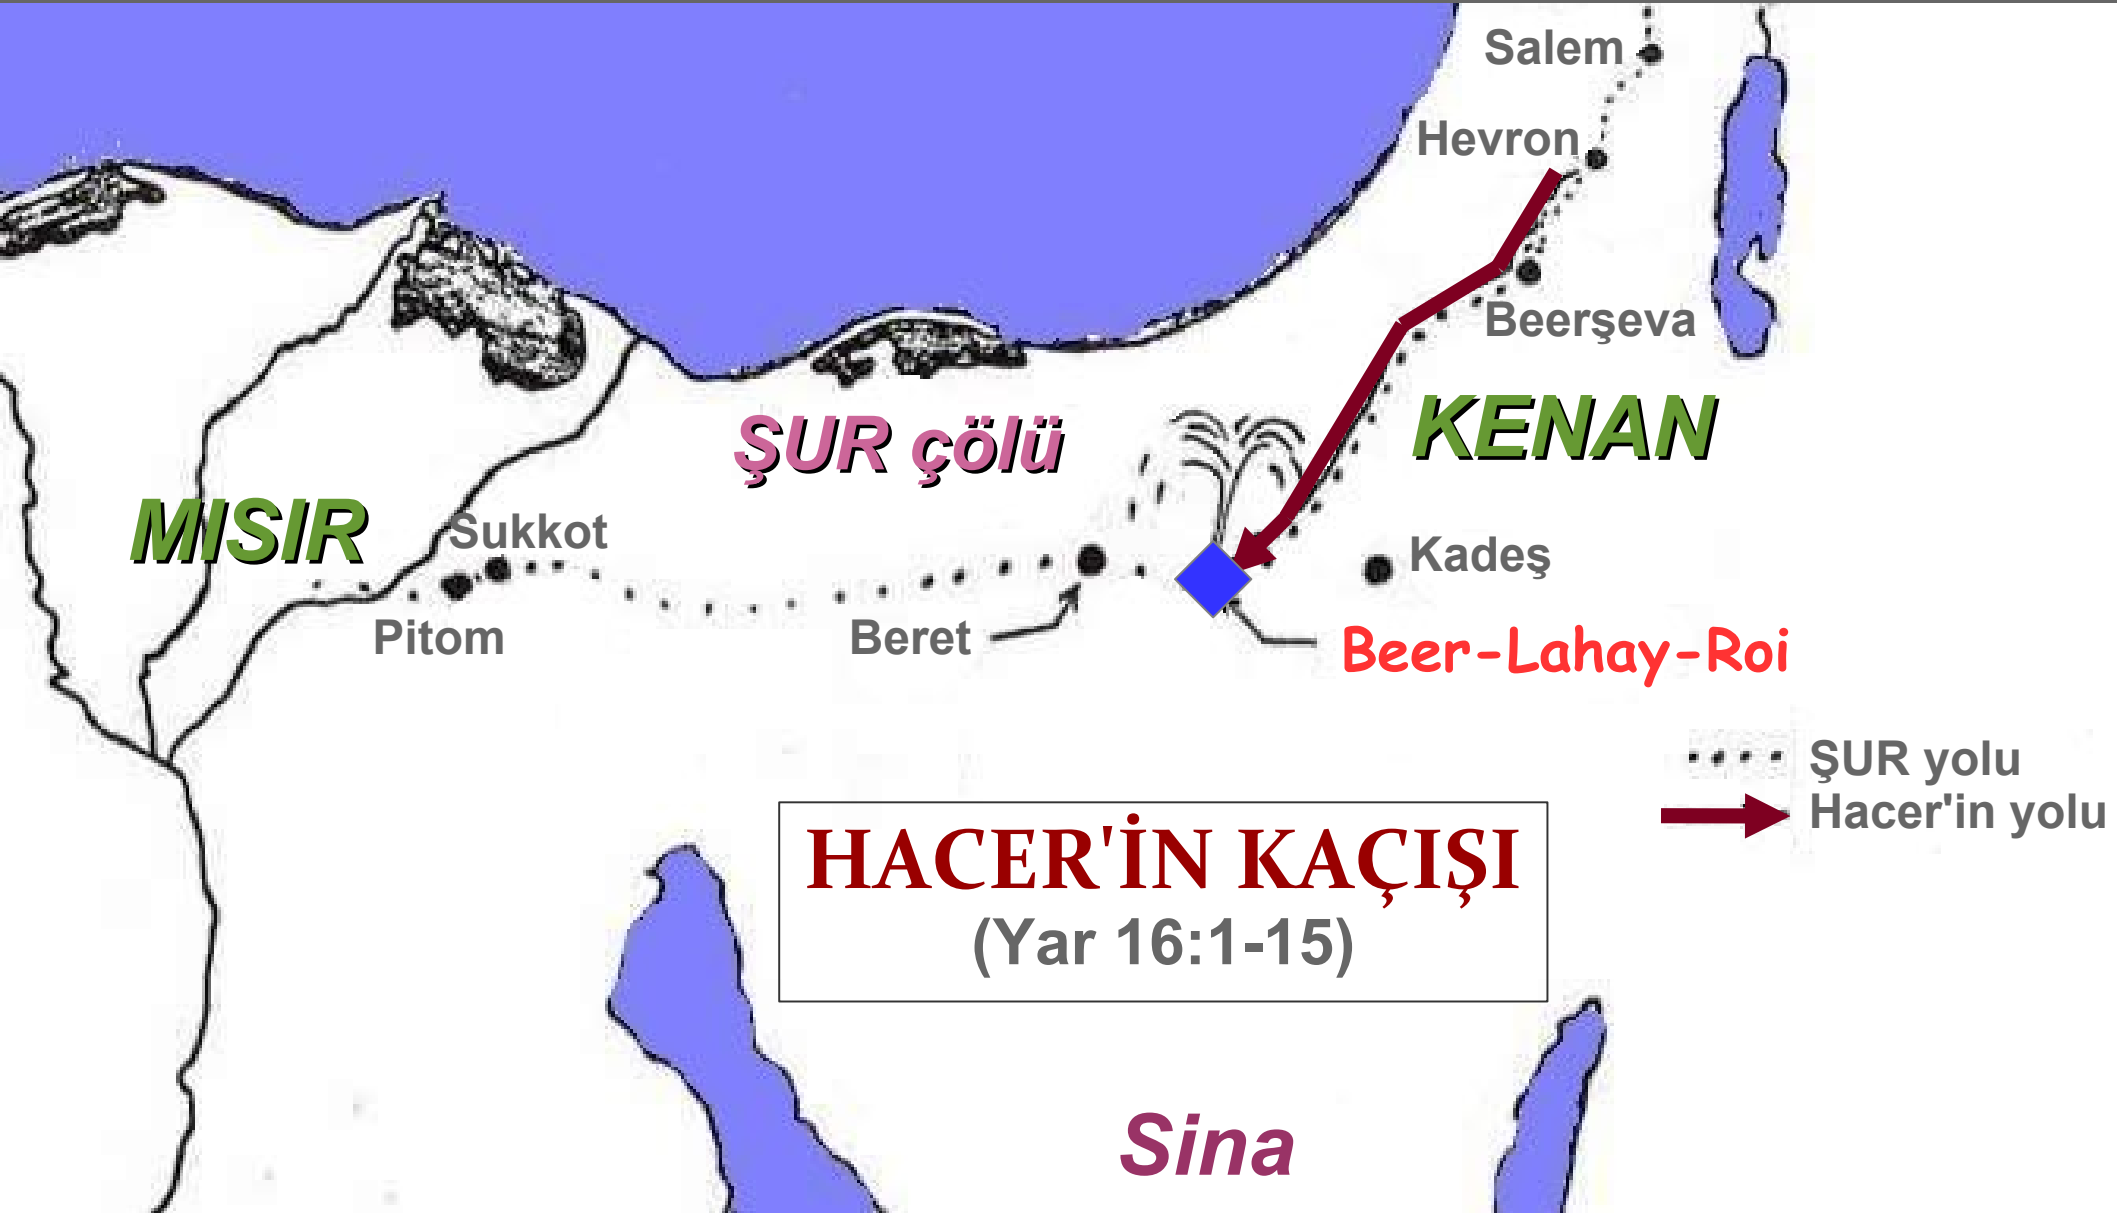 Salem
Hevron
Beerşeva
KENAN
ŞUR çölü
MISIR
Sukkot
Kadeş
Pitom
Beret
Beer-Lahay-Roi
ŞUR yolu
Hacer'in yolu
HACER'İN KAÇIŞI
(Yar 16:1-15)
Sina